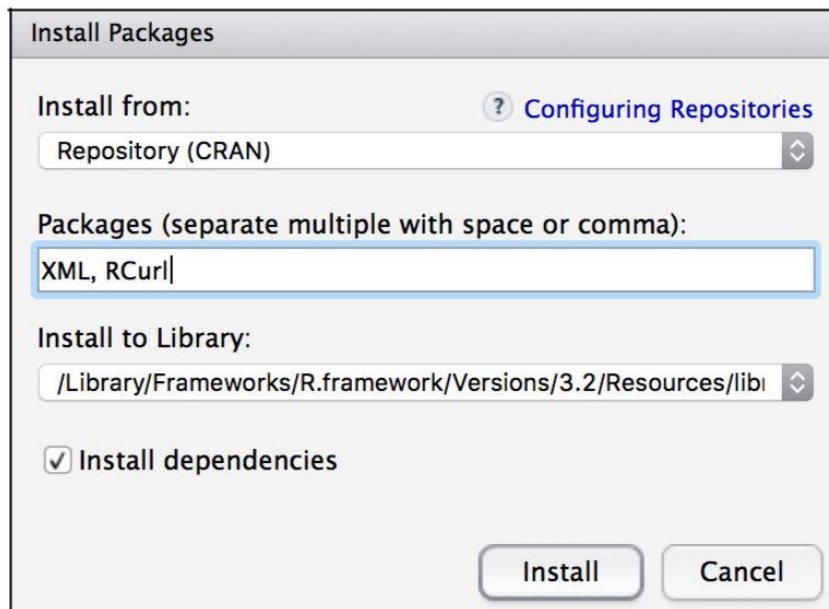 Install Packages
Install from:
? Configuring Repositories
Repository (CRAN)
Packages (separate multiple with space or comma):
XML, RCurl
Install to Library:
/Library/Frameworks/R.framework/Versions/3.2/Resources/libr
Install dependencies
Install
Cancel